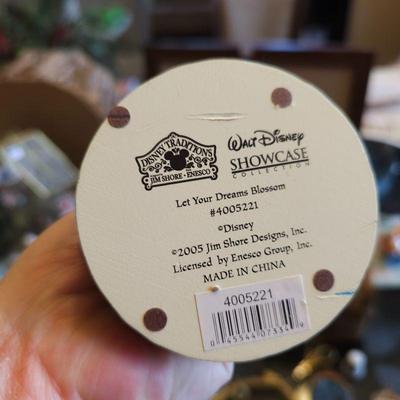 DISNEY TRADITIONS
JIM SHORE • ENESCO
WALT DISNEY
SHOWCASE
COLLECTION
Let Your Dreams Blossom
#4005221
©Disney
©2005 Jim Shore Designs, Inc.
Licensed by Enesco Group, Inc.
MADE IN CHINA
4005221